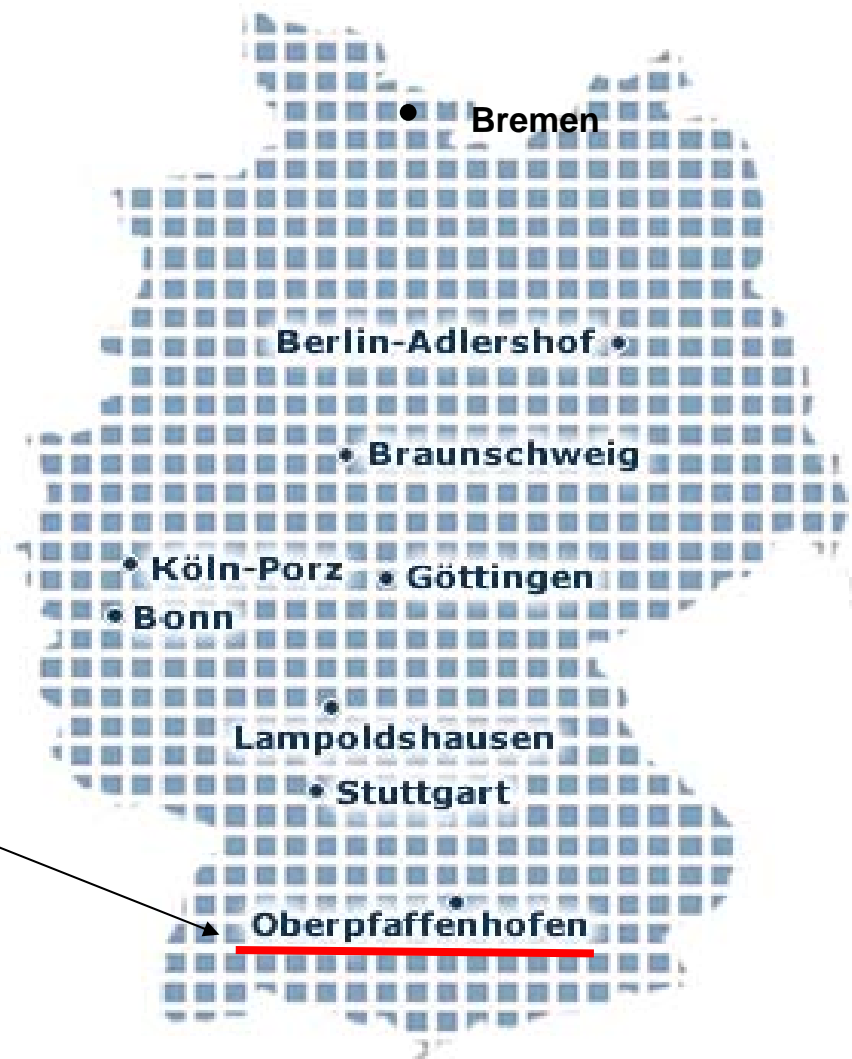 Bremen
Berlin-Adlershof
Braunschweig
Köln-Porz
Göttingen
Bonn
Lampoldshausen
Stuttgart
Oberpfaffenhofen